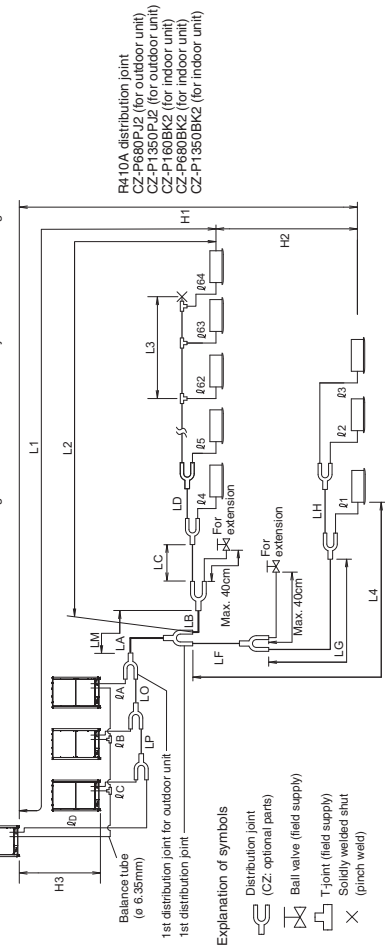 R410A distribution joint
CZ-P680PJ2 (for outdoor unit)
CZ-P1350PJ2 (for outdoor unit)
CZ-P160BK2 (for indoor unit)
CZ-P680BK2 (for indoor unit)
CZ-P1350BK2 (for indoor unit)
L1
H1
L2
H2
L3
ℓ64
ℓ63
ℓ62
ℓ5
ℓ4
LD
LC
For
extension
Max. 40cm
LB
LM
LA
ℓA
ℓB
ℓC
ℓD
LO
LP
H3
Balance tube
(ø 6.35mm)
1st distribution joint for outdoor unit
1st distribution joint
LF
For
extension
Max. 40cm
LG
LH
ℓ1
ℓ2
ℓ3
L4
Explanation of symbols
Distribution joint
(CZ: optional parts)
Ball valve (field supply)
T-joint (field supply)
Solidly welded shut
(pinch weld)